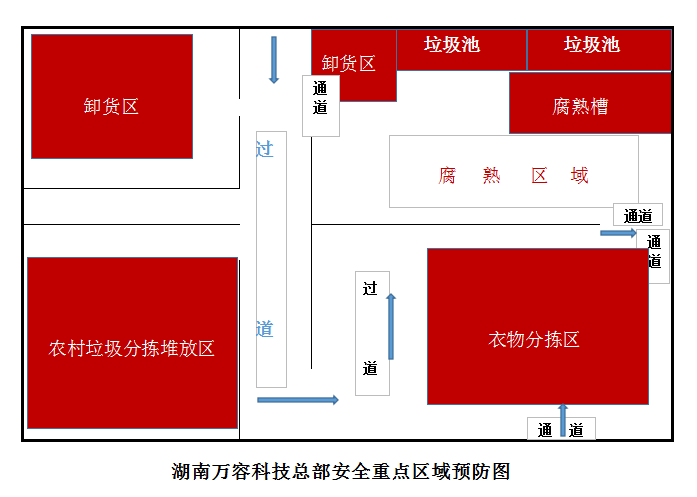 卸货区
卸货区
垃圾池
垃圾池
通道
腐熟槽
过道
腐 熟 区 域
通道
通道
农村垃圾分拣堆放区
过道
衣物分拣区
通 道
湖南万容科技总部安全重点区域预防图